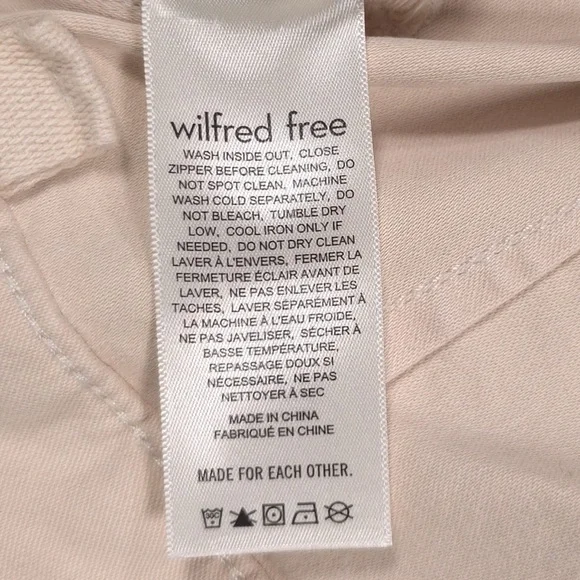 wilfred free
WASH INSIDE OUT, CLOSE
ZIPPER BEFORE CLEANING, DO
NOT SPOT CLEAN, MACHINE
WASH COLD SEPARATELY, DO
NOT BLEACH, TUMBLE DRY
LOW, COOL IRON ONLY IF
NEEDED, DO NOT DRY CLEAN
LAVER À L'ENVERS, FERMER LA
FERMETURE ÉCLAIR AVANT DE
LAVER, NE PAS ENLEVER LES
TACHES, LAVER SÉPARÉMENT À
LA MACHINE À L'EAU FROIDE,
NE PAS JAVELISER, SÉCHER À
BASSE TEMPÉRATURE,
REPASSAGE DOUX SI
NÉCESSAIRE, NE PAS
NETTOYER À SEC
MADE IN CHINA
FABRIQUÉ EN CHINE
MADE FOR EACH OTHER.